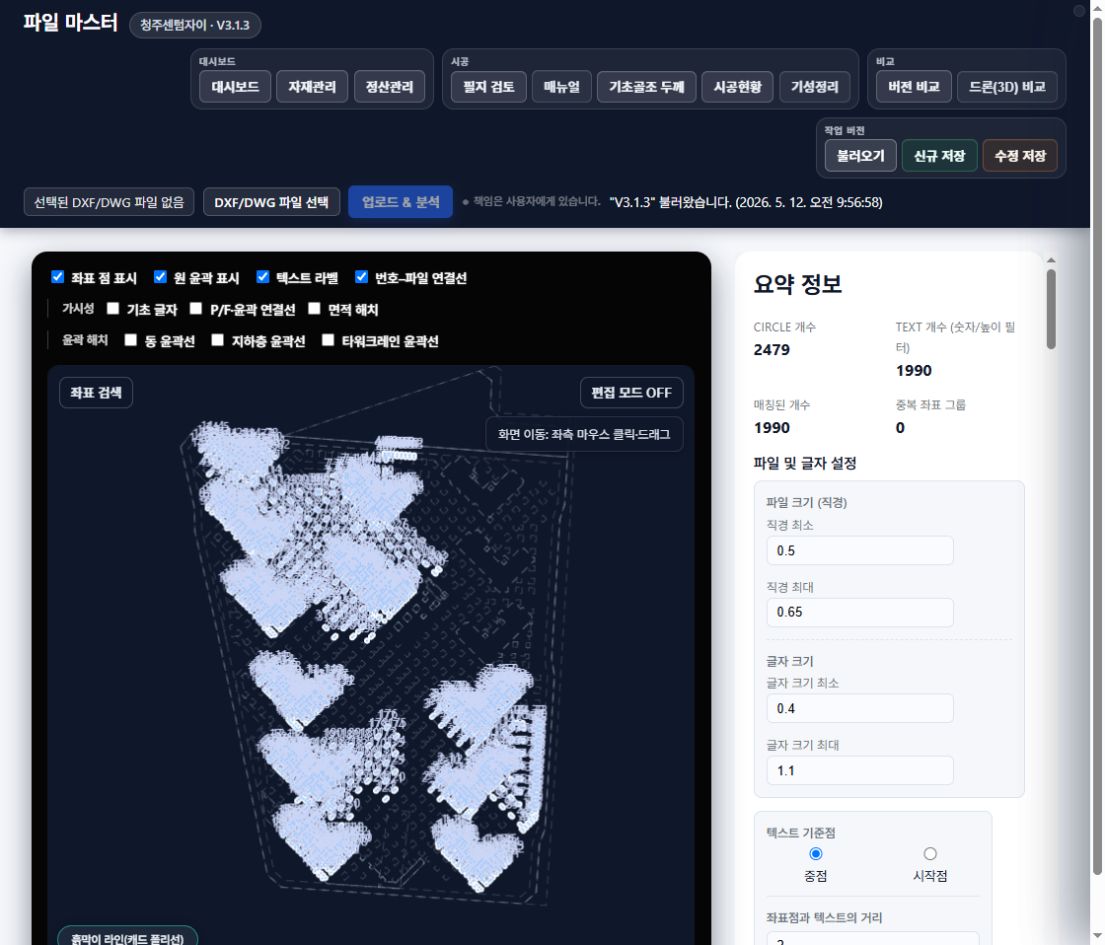 파일 마스터
청주센텀자이 · V3.1.3
대시보드
대시보드 자재관리 정산관리
시공
필지 검토 매뉴얼 기초골조 두께 시공현황 기성정리
비교
버전 비교 드론(3D) 비교
작업 버전
불러오기 신규 저장 수정 저장
선택된 DXF/DWG 파일 없음
DXF/DWG 파일 선택
업로드 & 분석
● 책임은 사용자에게 있습니다.
"V3.1.3" 불러왔습니다. (2026. 5. 12. 오전 9:56:58)
좌표 점 표시 원 윤곽 표시 텍스트 라벨 번호–파일 연결선
가시성 기초 글자 P/F·윤곽 연결선 면적 해치
윤곽 해치 동 윤곽선 지하층 윤곽선 타워크레인 윤곽선
좌표 검색
편집 모드 OFF
화면 이동: 좌측 마우스 클릭·드래그
흙막이 라인(캐드 폴리선)
요약 정보
CIRCLE 개수
2479
TEXT 개수 (숫자/높이 필
터)
1990
매칭된 개수
1990
중복 좌표 그룹
0
파일 및 글자 설정
파일 크기 (직경)
직경 최소
0.5
직경 최대
0.65
글자 크기
글자 크기 최소
0.4
글자 크기 최대
1.1
텍스트 기준점
중점 시작점
좌표점과 텍스트의 거리
2